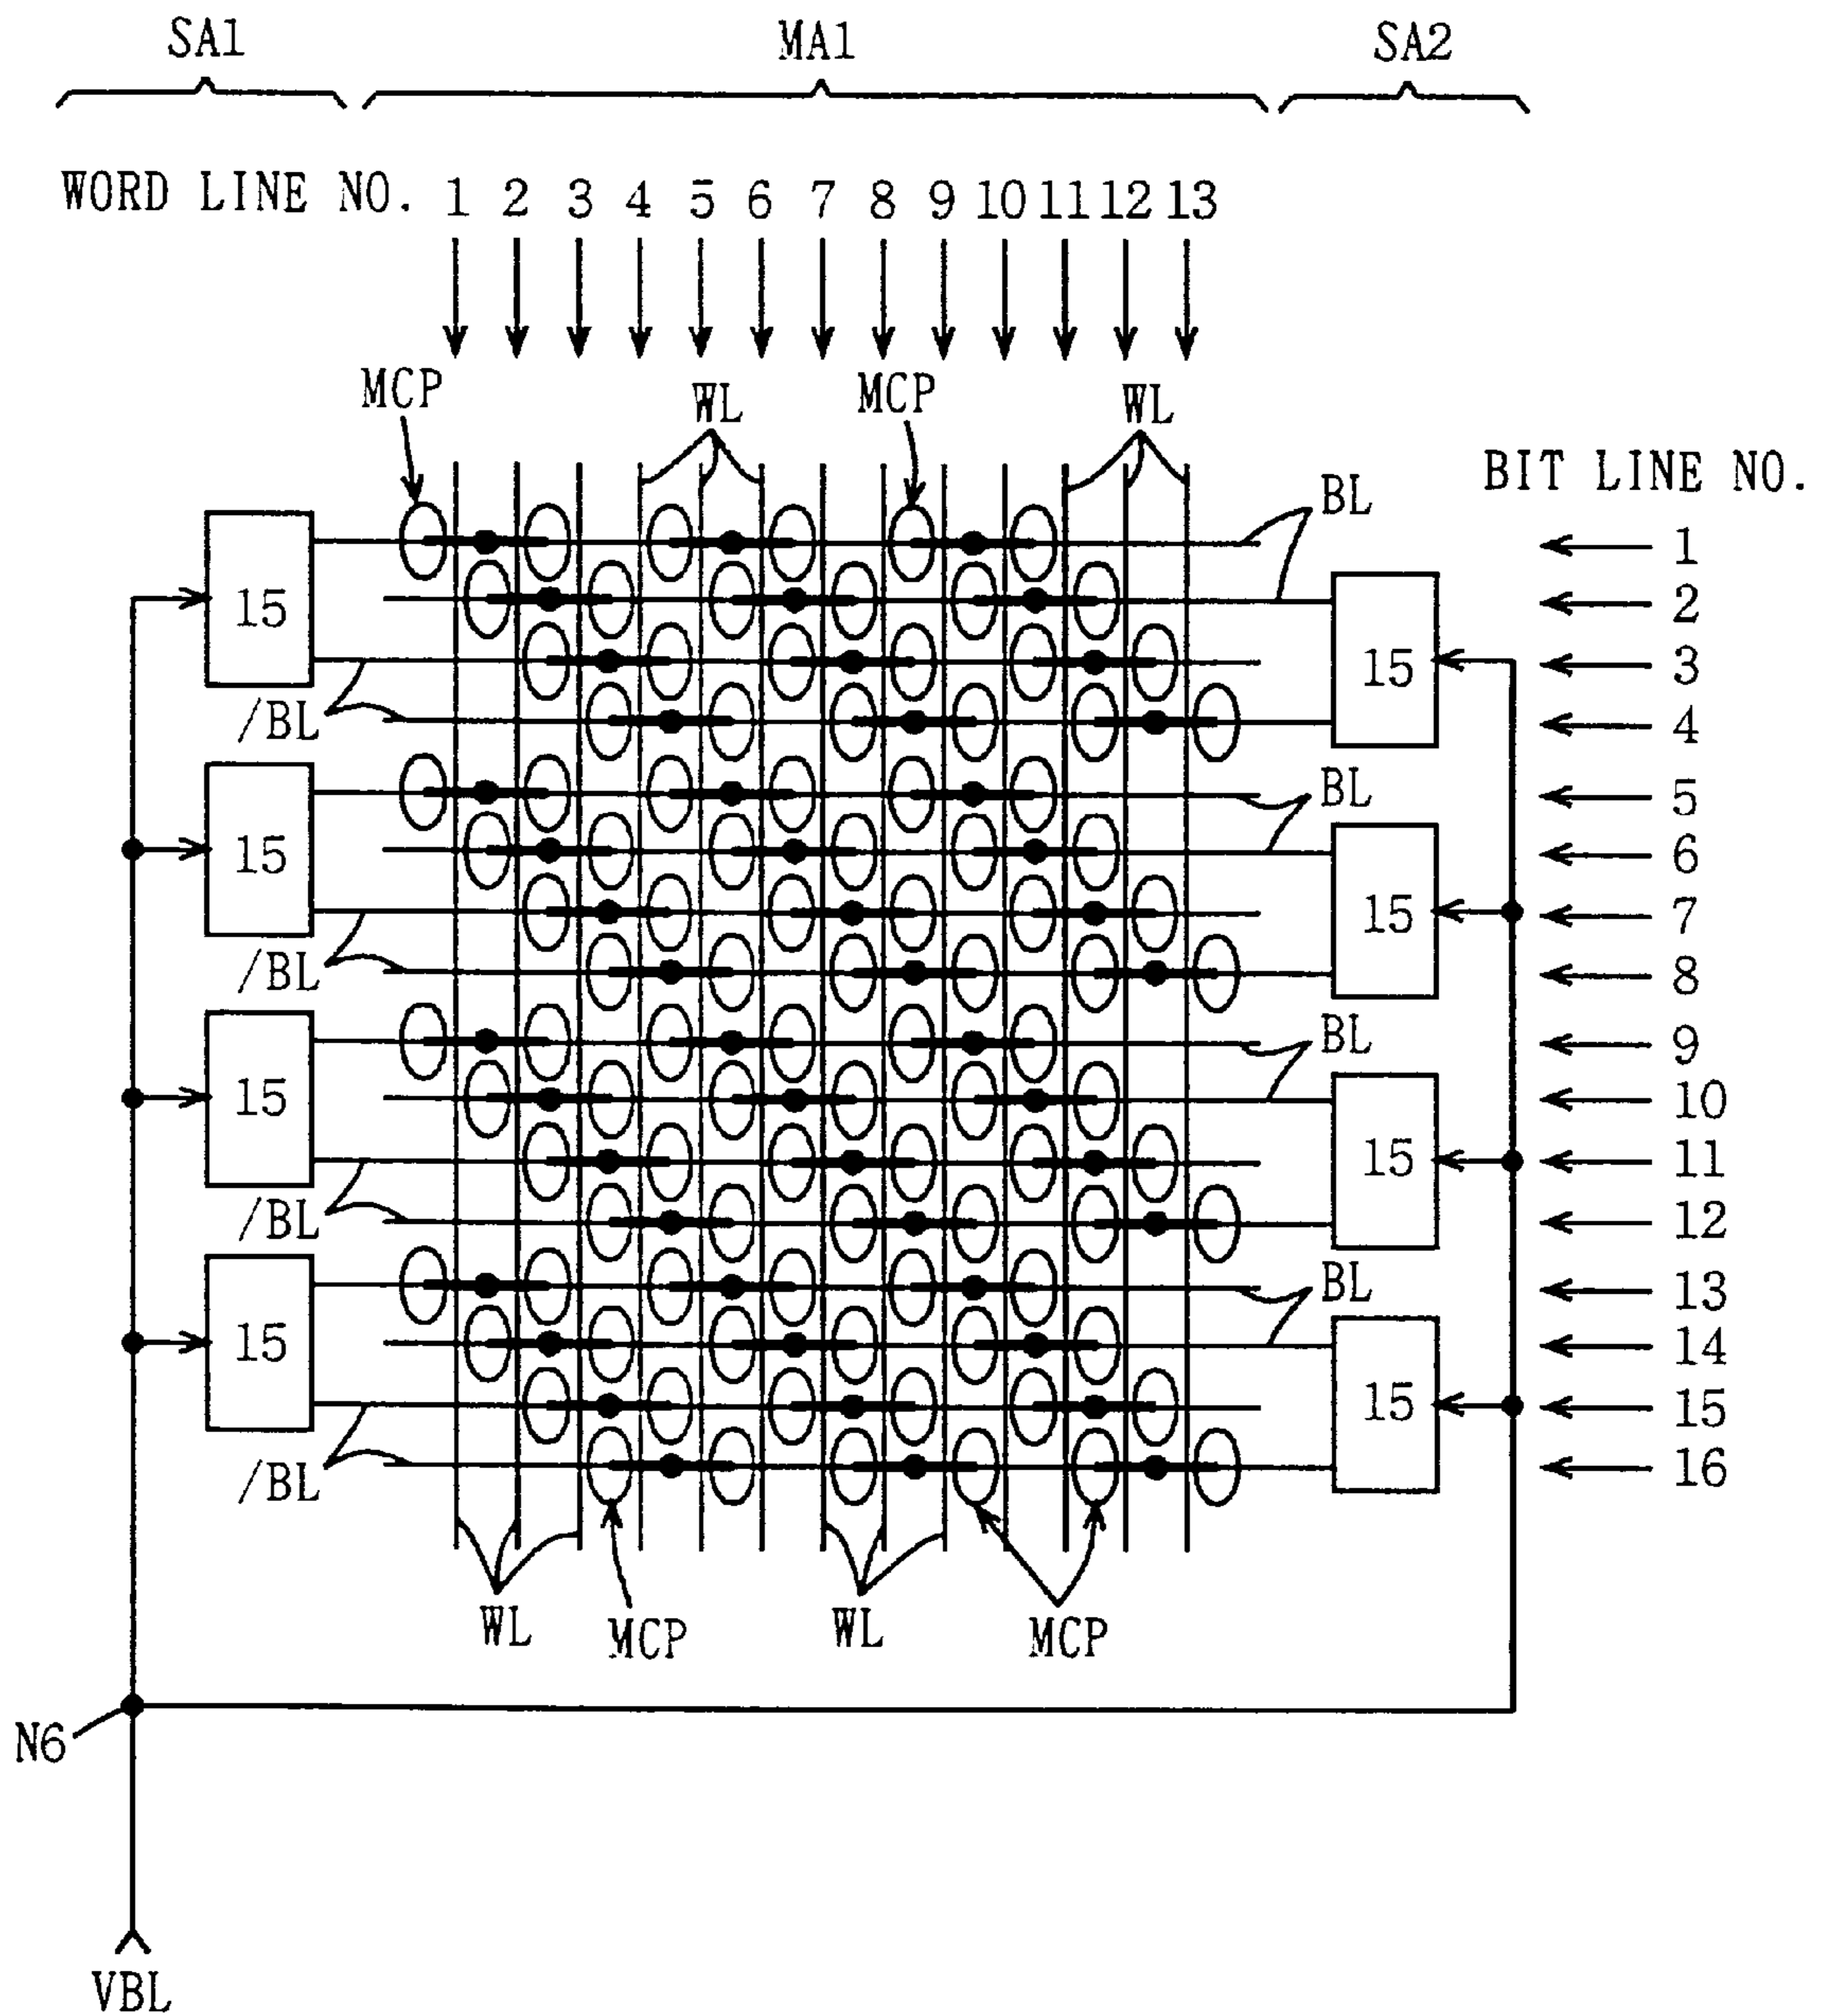 SA1 MA1 SA2
WORD LINE NO. 1 2 3 4 5 6 7 8 9 10 11 12 13
MCP WL MCP WL
BIT LINE NO.
BL
1
15 2
15 3
/BL 4
BL 5
15 6
15 7
/BL 8
BL 9
15 10
15 11
/BL 12
BL 13
15 14
15 15
/BL 16
WL MCP WL MCP
N6
VBL